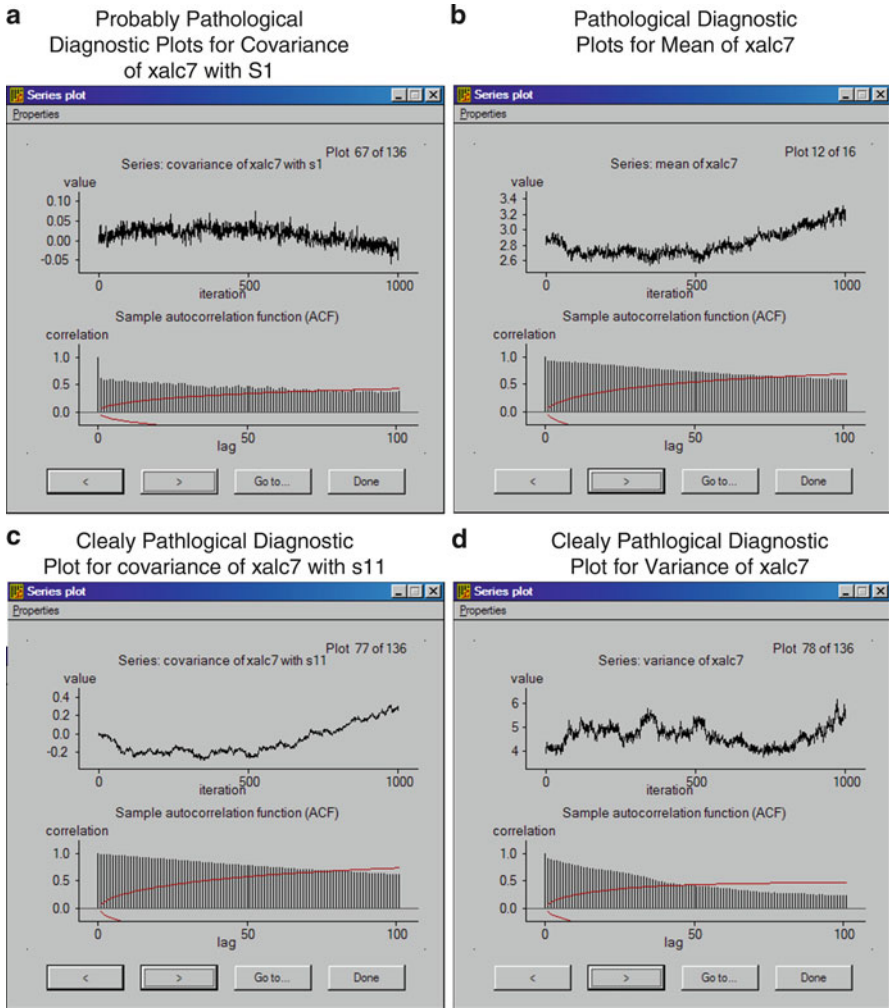 a
Probably Pathological
Diagnostic Plots for Covariance
of xalc7 with S1
Series plot
Properties
Plot 67 of 136
Series: covariance of xalc7 with s1
value
0.10
0.05
0.00
-0.05
0 500 1000
iteration
Sample autocorrelation function (ACF)
correlation
1.0
0.5
0.0
0 50 100
lag
< > Go to... Done
b
Pathological Diagnostic
Plots for Mean of xalc7
Series plot
Properties
Plot 12 of 16
Series: mean of xalc7
value
3.4
3.2
3.0
2.8
2.6
0 500 1000
iteration
Sample autocorrelation function (ACF)
correlation
1.0
0.5
0.0
0 50 100
lag
< > Go to... Done
c
Clealy Pathlogical Diagnostic
Plot for covariance of xalc7 with s11
Series plot
Properties
Plot 77 of 136
Series: covariance of xalc7 with s11
value
0.4
0.2
0.0
-0.2
0 500 1000
iteration
Sample autocorrelation function (ACF)
correlation
1.0
0.5
0.0
0 50 100
lag
< > Go to... Done
d
Clealy Pathlogical Diagnostic
Plot for Variance of xalc7
Series plot
Properties
Plot 78 of 136
Series: variance of xalc7
value
6
5
4
0 500 1000
iteration
Sample autocorrelation function (ACF)
correlation
1.0
0.5
0.0
0 50 100
lag
< > Go to... Done